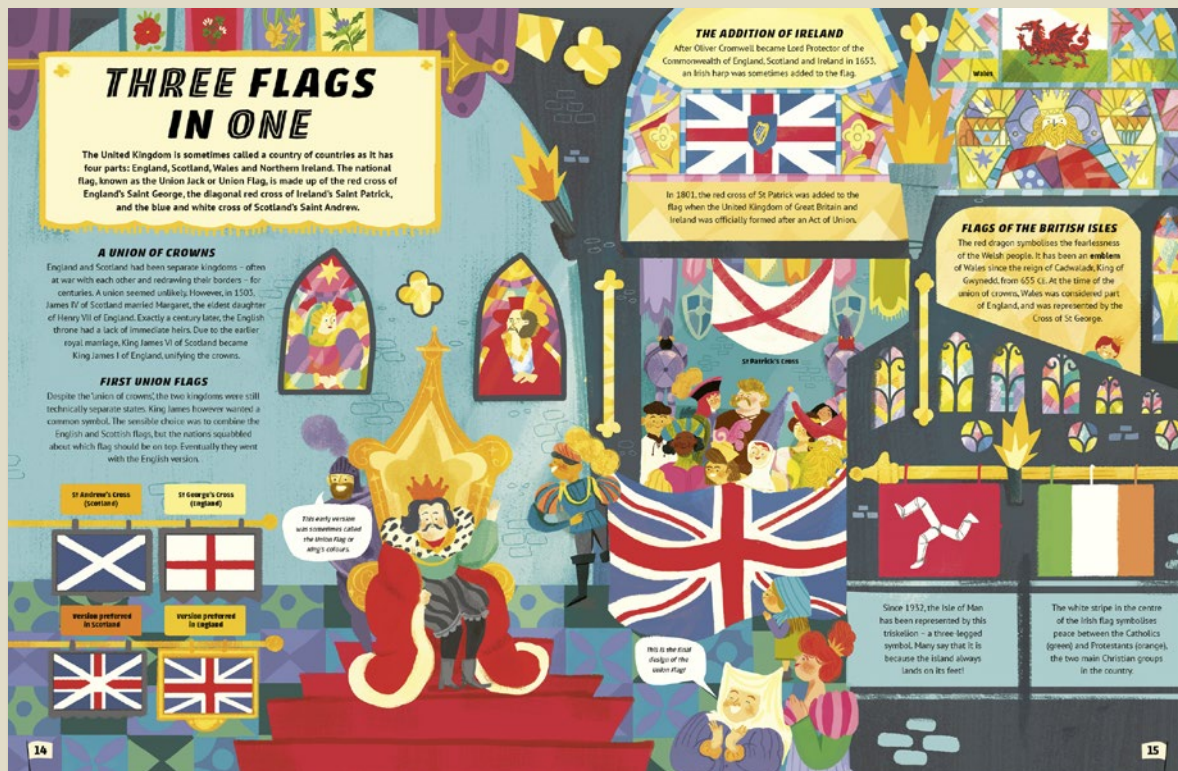 THREE FLAGS
IN ONE
The United Kingdom is sometimes called a country of countries as it has
four parts: England, Scotland, Wales and Northern Ireland. The national
flag, known as the Union Jack or Union Flag, is made up of the red cross of
England's Saint George, the diagonal red cross of Ireland's Saint Patrick,
and the blue and white cross of Scotland's Saint Andrew.
A UNION OF CROWNS
England and Scotland had been separate kingdoms – often
at war with each other and redrawing their borders – for
centuries. A union seemed unlikely. However, in 1503,
James IV of Scotland married Margaret, the eldest daughter
of Henry VII of England. Exactly a century later, the English
throne had a lack of immediate heirs. Due to the earlier
royal marriage, King James VI of Scotland became
King James I of England, unifying the crowns.
FIRST UNION FLAGS
Despite the 'union of crowns', the two kingdoms were still
technically separate states. King James however wanted a
common symbol. The sensible choice was to combine the
English and Scottish flags, but the nations squabbled
about which flag should be on top. Eventually they went
with the English version.
St Andrew's Cross
(Scotland)
St George's Cross
(England)
Version preferred
in Scotland
Version preferred
in England
This early version
was sometimes called
the Union Flag or
king's colours.
14
THE ADDITION OF IRELAND
After Oliver Cromwell became Lord Protector of the
Commonwealth of England, Scotland and Ireland in 1653,
an Irish harp was sometimes added to the flag.
In 1801, the red cross of St Patrick was added to the
flag when the United Kingdom of Great Britain and
Ireland was officially formed after an Act of Union.
St Patrick's Cross
This is the final
design of the
Union Flag!
Wales
FLAGS OF THE BRITISH ISLES
The red dragon symbolises the fearlessness
of the Welsh people. It has been an emblem
of Wales since the reign of Cadwaladr, King of
Gwynedd, from 655 CE. At the time of the
union of crowns, Wales was considered part
of England, and was represented by the
Cross of St George.
Since 1932, the Isle of Man
has been represented by this
triskelion – a three-legged
symbol. Many say that it is
because the island always
lands on its feet!
The white stripe in the centre
of the Irish flag symbolises
peace between the Catholics
(green) and Protestants (orange),
the two main Christian groups
in the country.
15